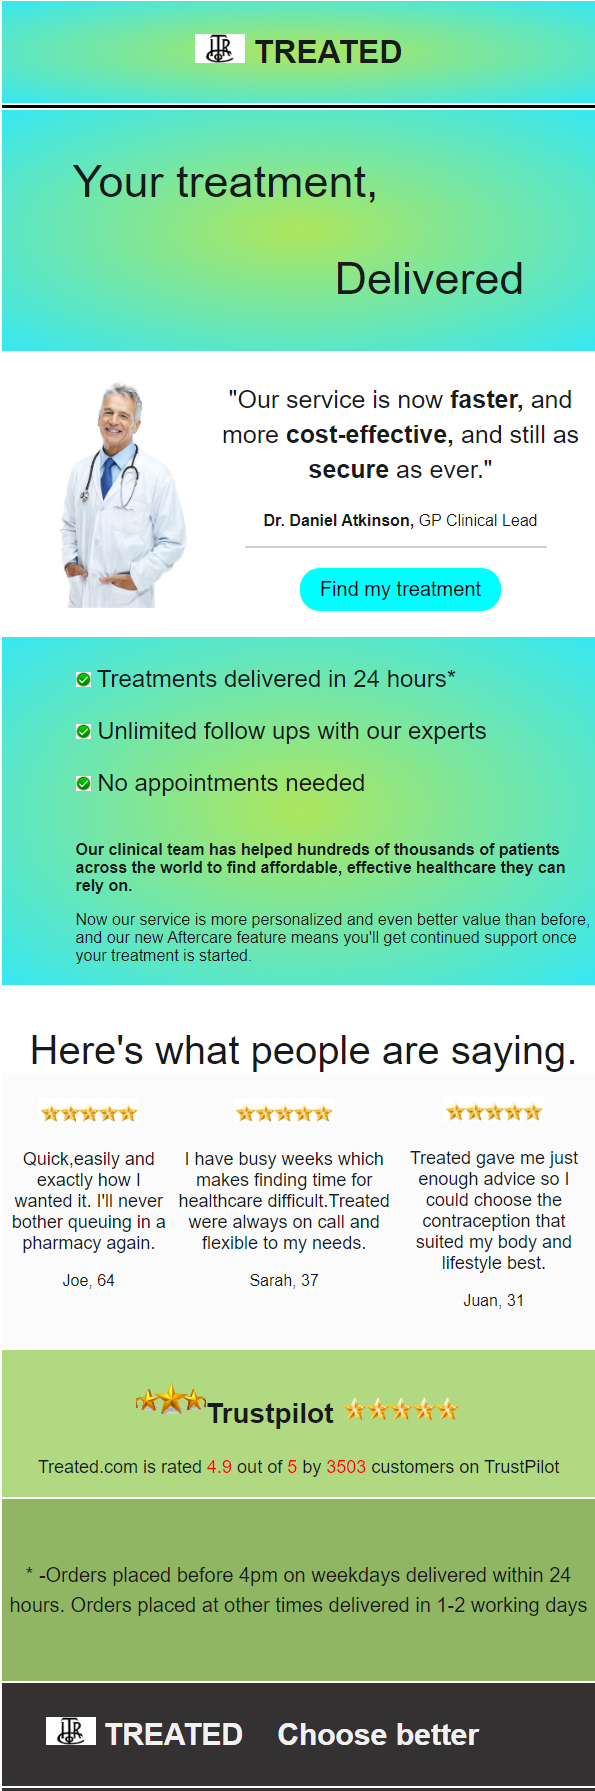 TREATED
Your treatment,
Delivered
"Our service is now faster, and
more cost-effective, and still as
secure as ever."
Dr. Daniel Atkinson, GP Clinical Lead
Find my treatment
Treatments delivered in 24 hours*
Unlimited follow ups with our experts
No appointments needed
Our clinical team has helped hundreds of thousands of patients
across the world to find affordable, effective healthcare they can
rely on.
Now our service is more personalized and even better value than before,
and our new Aftercare feature means you'll get continued support once
your treatment is started.
Here's what people are saying.
Quick,easily and
exactly how I
wanted it. I'll never
bother queuing in a
pharmacy again.
Joe, 64
I have busy weeks which
makes finding time for
healthcare difficult.Treated
were always on call and
flexible to my needs.
Sarah, 37
Treated gave me just
enough advice so I
could choose the
contraception that
suited my body and
lifestyle best.
Juan, 31
Trustpilot
Treated.com is rated 4.9 out of 5 by 3503 customers on TrustPilot
* -Orders placed before 4pm on weekdays delivered within 24
hours. Orders placed at other times delivered in 1-2 working days
TREATED Choose better